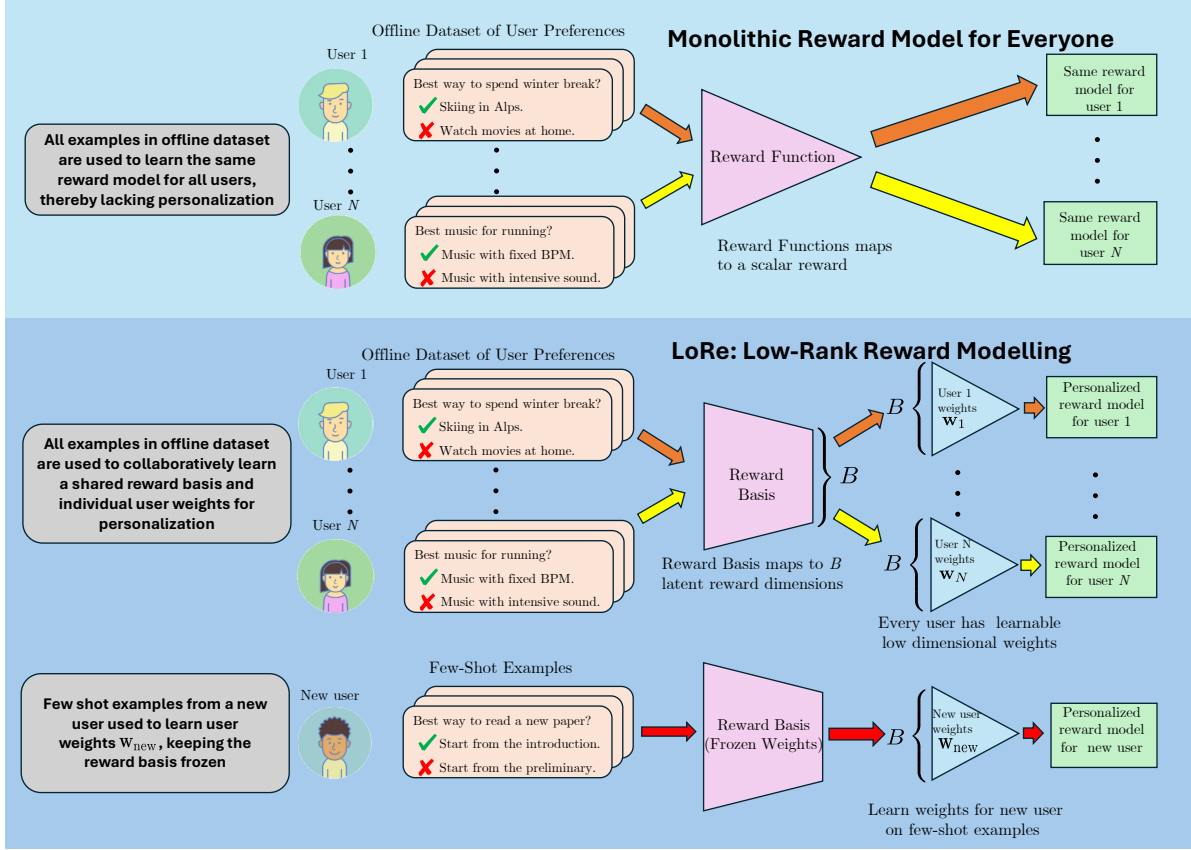 Offline Dataset of User Preferences
Monolithic Reward Model for Everyone
User 1
Best way to spend winter break?
Skiing in Alps.
Watch movies at home.
Same reward
model for
user 1
All examples in offline dataset
are used to learn the same
reward model for all users,
thereby lacking personalization
Reward Function
User N
Best music for running?
Music with fixed BPM.
Music with intensive sound.
Reward Functions maps
to a scalar reward
Same reward
model for
user N
LoRe: Low-Rank Reward Modelling
Offline Dataset of User Preferences
User 1
Best way to spend winter break?
Skiing in Alps.
Watch movies at home.
All examples in offline dataset
are used to collaboratively learn
a shared reward basis and
individual user weights for
personalization
Reward
Basis
B
B
User 1
weights
w1
Personalized
reward model
for user 1
User N
Best music for running?
Music with fixed BPM.
Music with intensive sound.
Reward Basis maps to B
latent reward dimensions
B
User N
weights
wN
Personalized
reward model
for user N
Every user has learnable
low dimensional weights
Few-Shot Examples
New user
Few shot examples from a new
user used to learn user
weights wnew, keeping the
reward basis frozen
Best way to read a new paper?
Start from the introduction.
Start from the preliminary.
Reward Basis
(Frozen Weights)
B
New user
weights
wnew
Personalized
reward model
for new user
Learn weights for new user
on few-shot examples